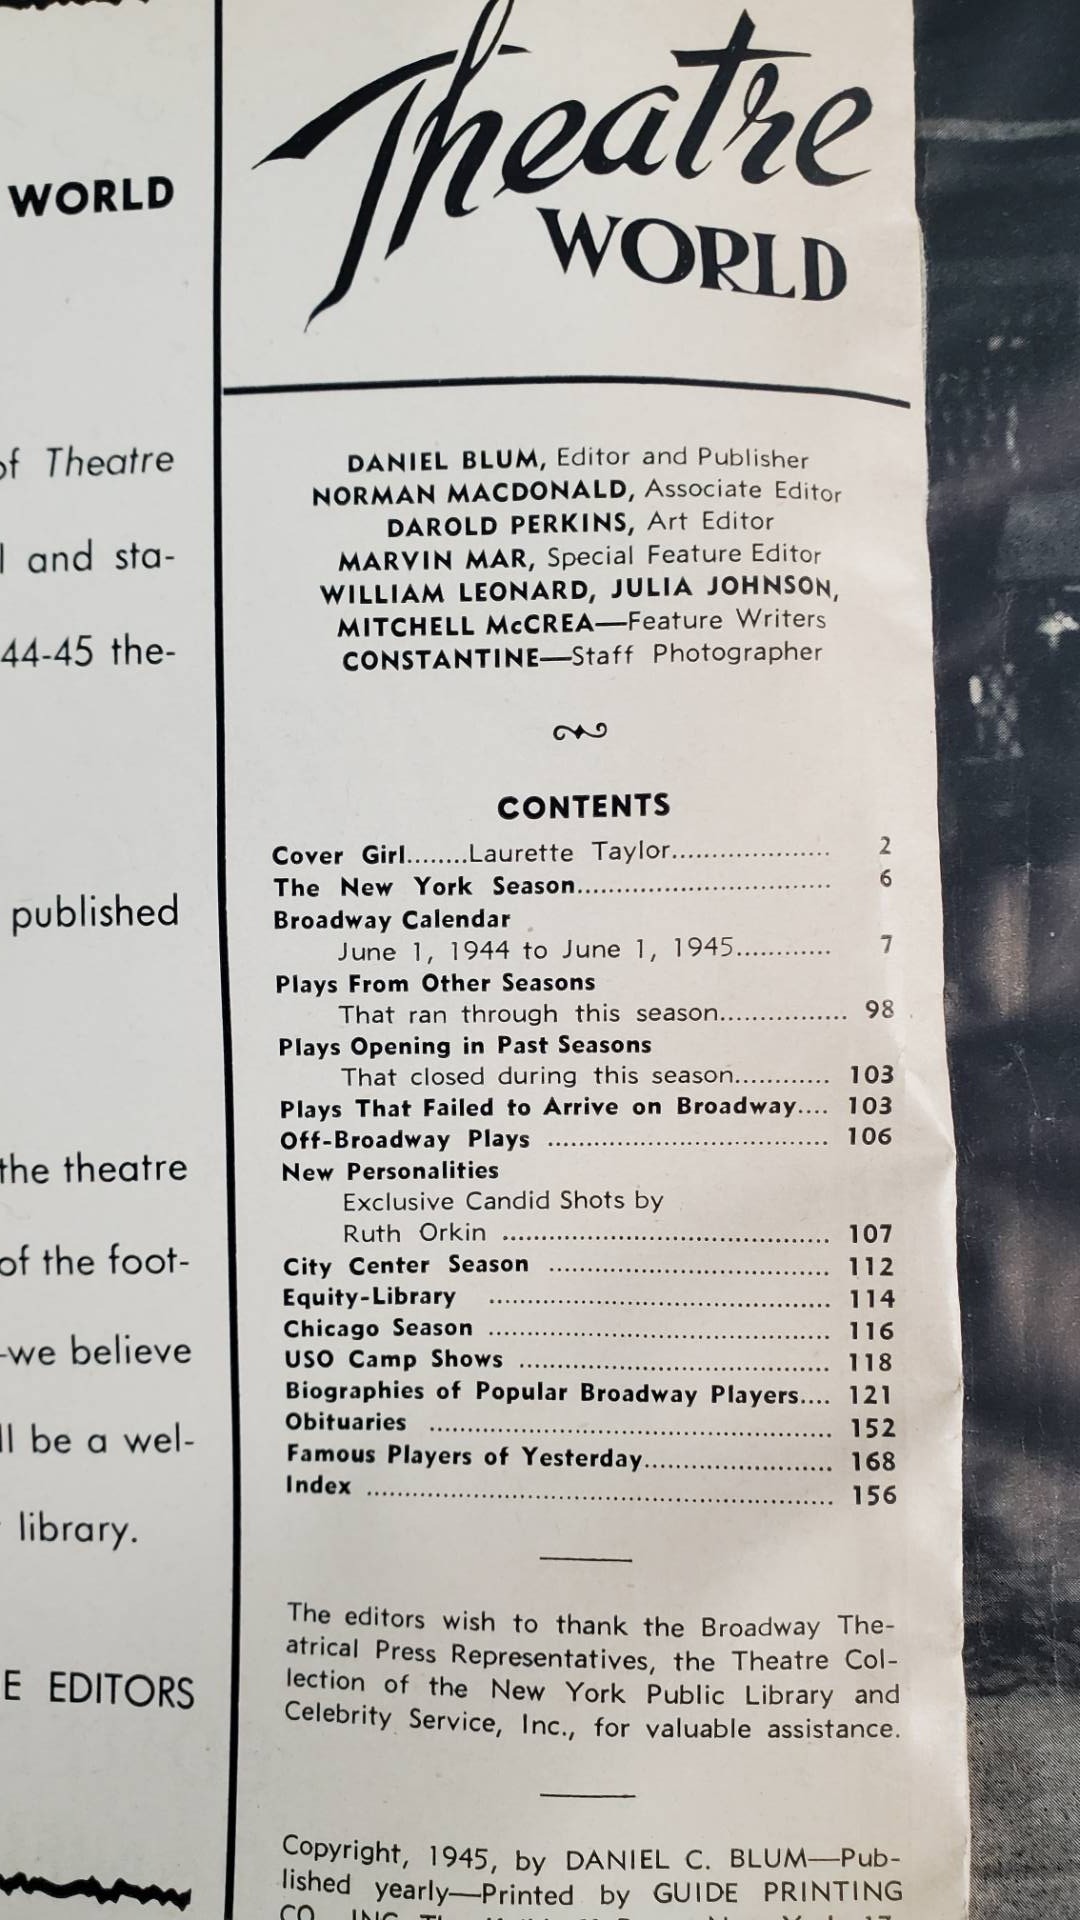 WORLD
of Theatre
and sta-
44-45 the-
published
the theatre
of the foot-
-we believe
ll be a wel-
library.
E EDITORS
Theatre
WORLD
DANIEL BLUM, Editor and Publisher
NORMAN MACDONALD, Associate Editor
DAROLD PERKINS, Art Editor
MARVIN MAR, Special Feature Editor
WILLIAM LEONARD, JULIA JOHNSON,
MITCHELL McCREA—Feature Writers
CONSTANTINE—Staff Photographer
CONTENTS
Cover Girl........Laurette Taylor..................... 2
The New York Season................................. 6
Broadway Calendar
June 1, 1944 to June 1, 1945............ 7
Plays From Other Seasons
That ran through this season................ 98
Plays Opening in Past Seasons
That closed during this season............ 103
Plays That Failed to Arrive on Broadway.... 103
Off-Broadway Plays .................................... 106
New Personalities
Exclusive Candid Shots by
Ruth Orkin .......................................... 107
City Center Season .................................... 112
Equity-Library ............................................ 114
Chicago Season ............................................ 116
USO Camp Shows ........................................ 118
Biographies of Popular Broadway Players.... 121
Obituaries .................................................... 152
Famous Players of Yesterday........................ 168
Index ............................................................ 156
The editors wish to thank the Broadway The-
atrical Press Representatives, the Theatre Col-
lection of the New York Public Library and
Celebrity Service, Inc., for valuable assistance.
Copyright, 1945, by DANIEL C. BLUM—Pub-
lished yearly—Printed by GUIDE PRINTING